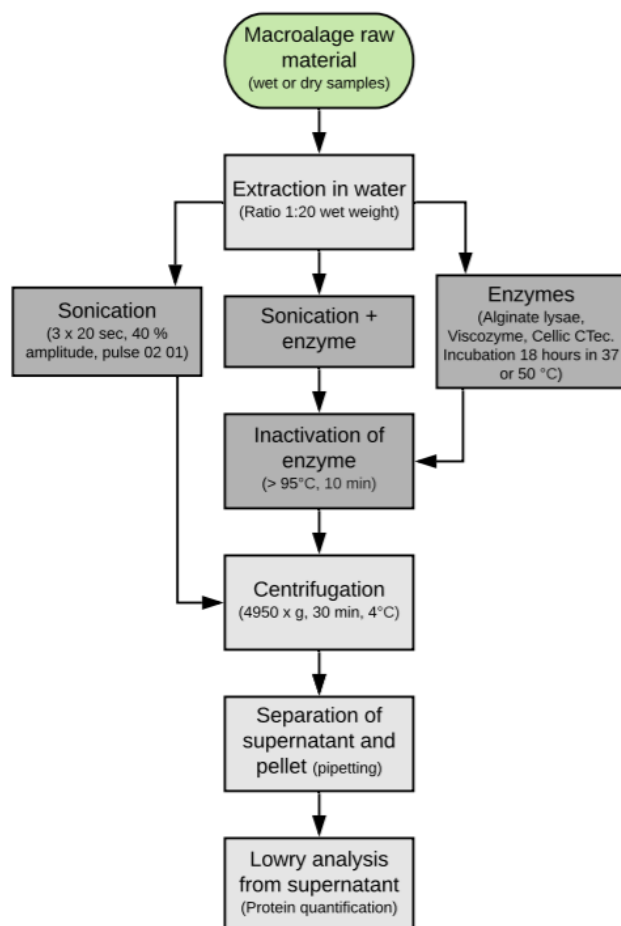 Macroalage raw
material
(wet or dry samples)
Extraction in water
(Ratio 1:20 wet weight)
Sonication
(3 x 20 sec, 40 %
amplitude, pulse 02 01)
Sonication +
enzyme
Enzymes
(Alginate lysae,
Viscozyme, Cellic CTec.
Incubation 18 hours in 37
or 50 °C)
Inactivation of
enzyme
(> 95°C, 10 min)
Centrifugation
(4950 x g, 30 min, 4°C)
Separation of
supernatant and
pellet (pipetting)
Lowry analysis
from supernatant
(Protein quantification)